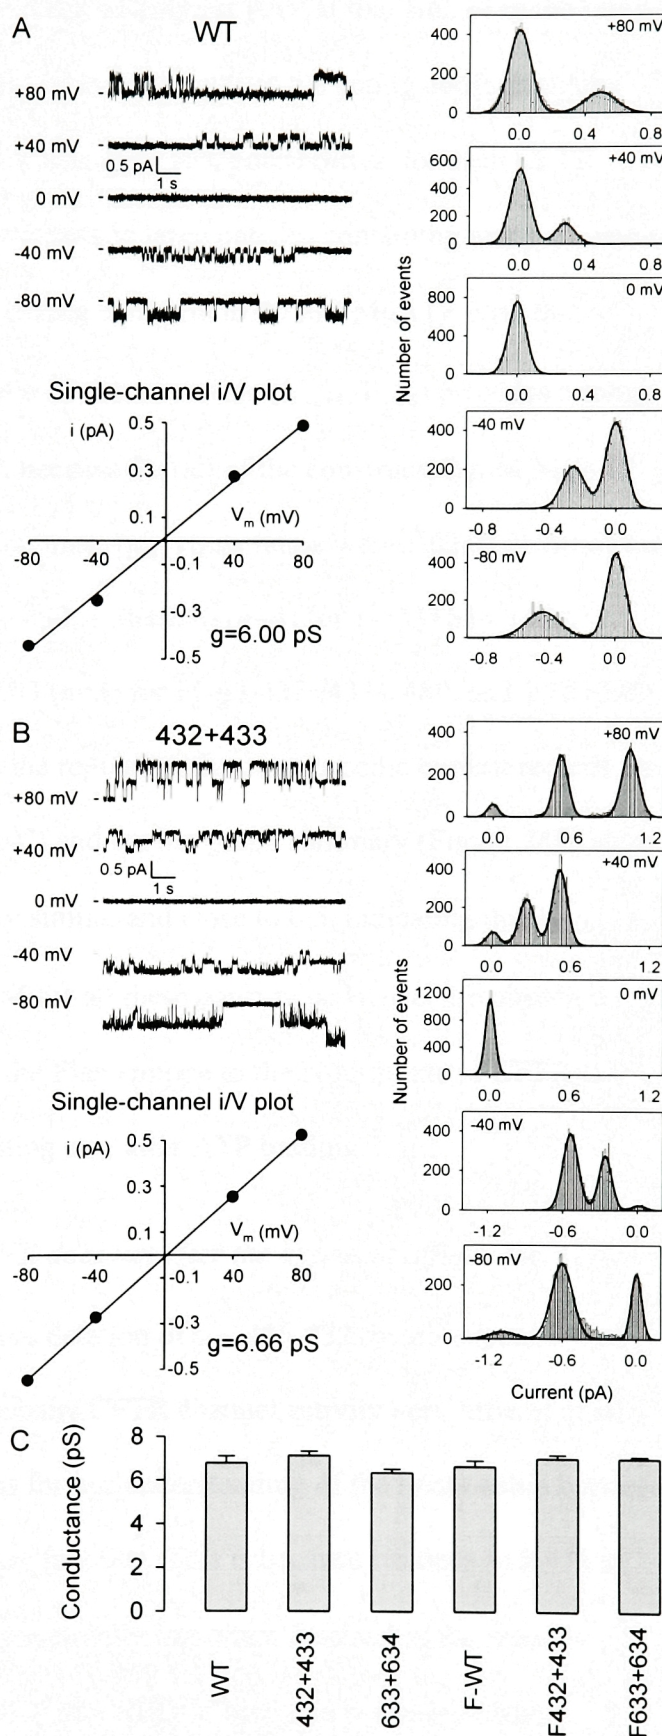 A
WT
+80 mV
+40 mV
0 5 pA
1 s
0 mV
-40 mV
-80 mV
Single-channel i/V plot
i (pA)
0.5
0.3
0.1
Vm (mV)
-80 -40 40 80
-0.1
-0.3
-0.5
g=6.00 pS
Number of events
+80 mV
400
200
0
0.0 0.4 0.8
+40 mV
600
400
200
0
0.0 0.4 0.8
0 mV
800
400
0
0.0 0.4 0.8
-40 mV
400
200
0
-0.8 -0.4 0.0
-80 mV
400
200
0
-0.8 -0.4 0 0
B
432+433
+80 mV
+40 mV
0 5 pA
1 s
0 mV
-40 mV
-80 mV
Single-channel i/V plot
i (pA)
0.5
0.3
0.1
Vm (mV)
-80 -40 40 80
-0.1
-0.3
-0.5
g=6.66 pS
Number of events
+80 mV
400
200
0
0.0 0.6 1.2
+40 mV
400
200
0
0.0 0.6 1.2
0 mV
1200
800
400
0
0.0 0.6 1.2
-40 mV
400
200
0
-1.2 -0.6 0.0
-80 mV
200
0
-1.2 -0.6 0.0
Current (pA)
C
Conductance (pS)
8
6
4
2
0
WT
432+433
633+634
F-WT
F432+433
F633+634